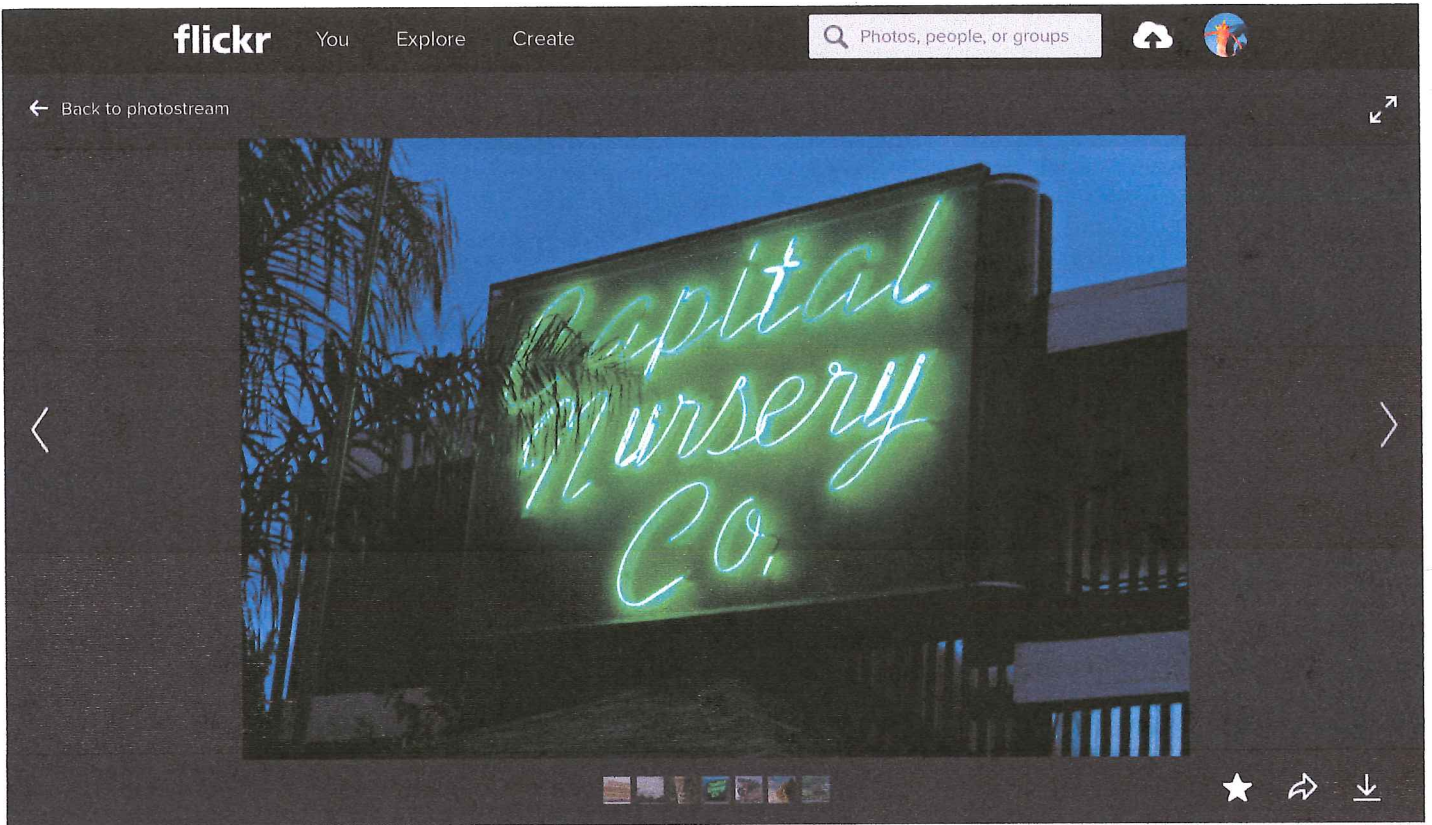 flickr You Explore Create Photos, people, or groups
Back to photostream
Capital
Nursery
Co.